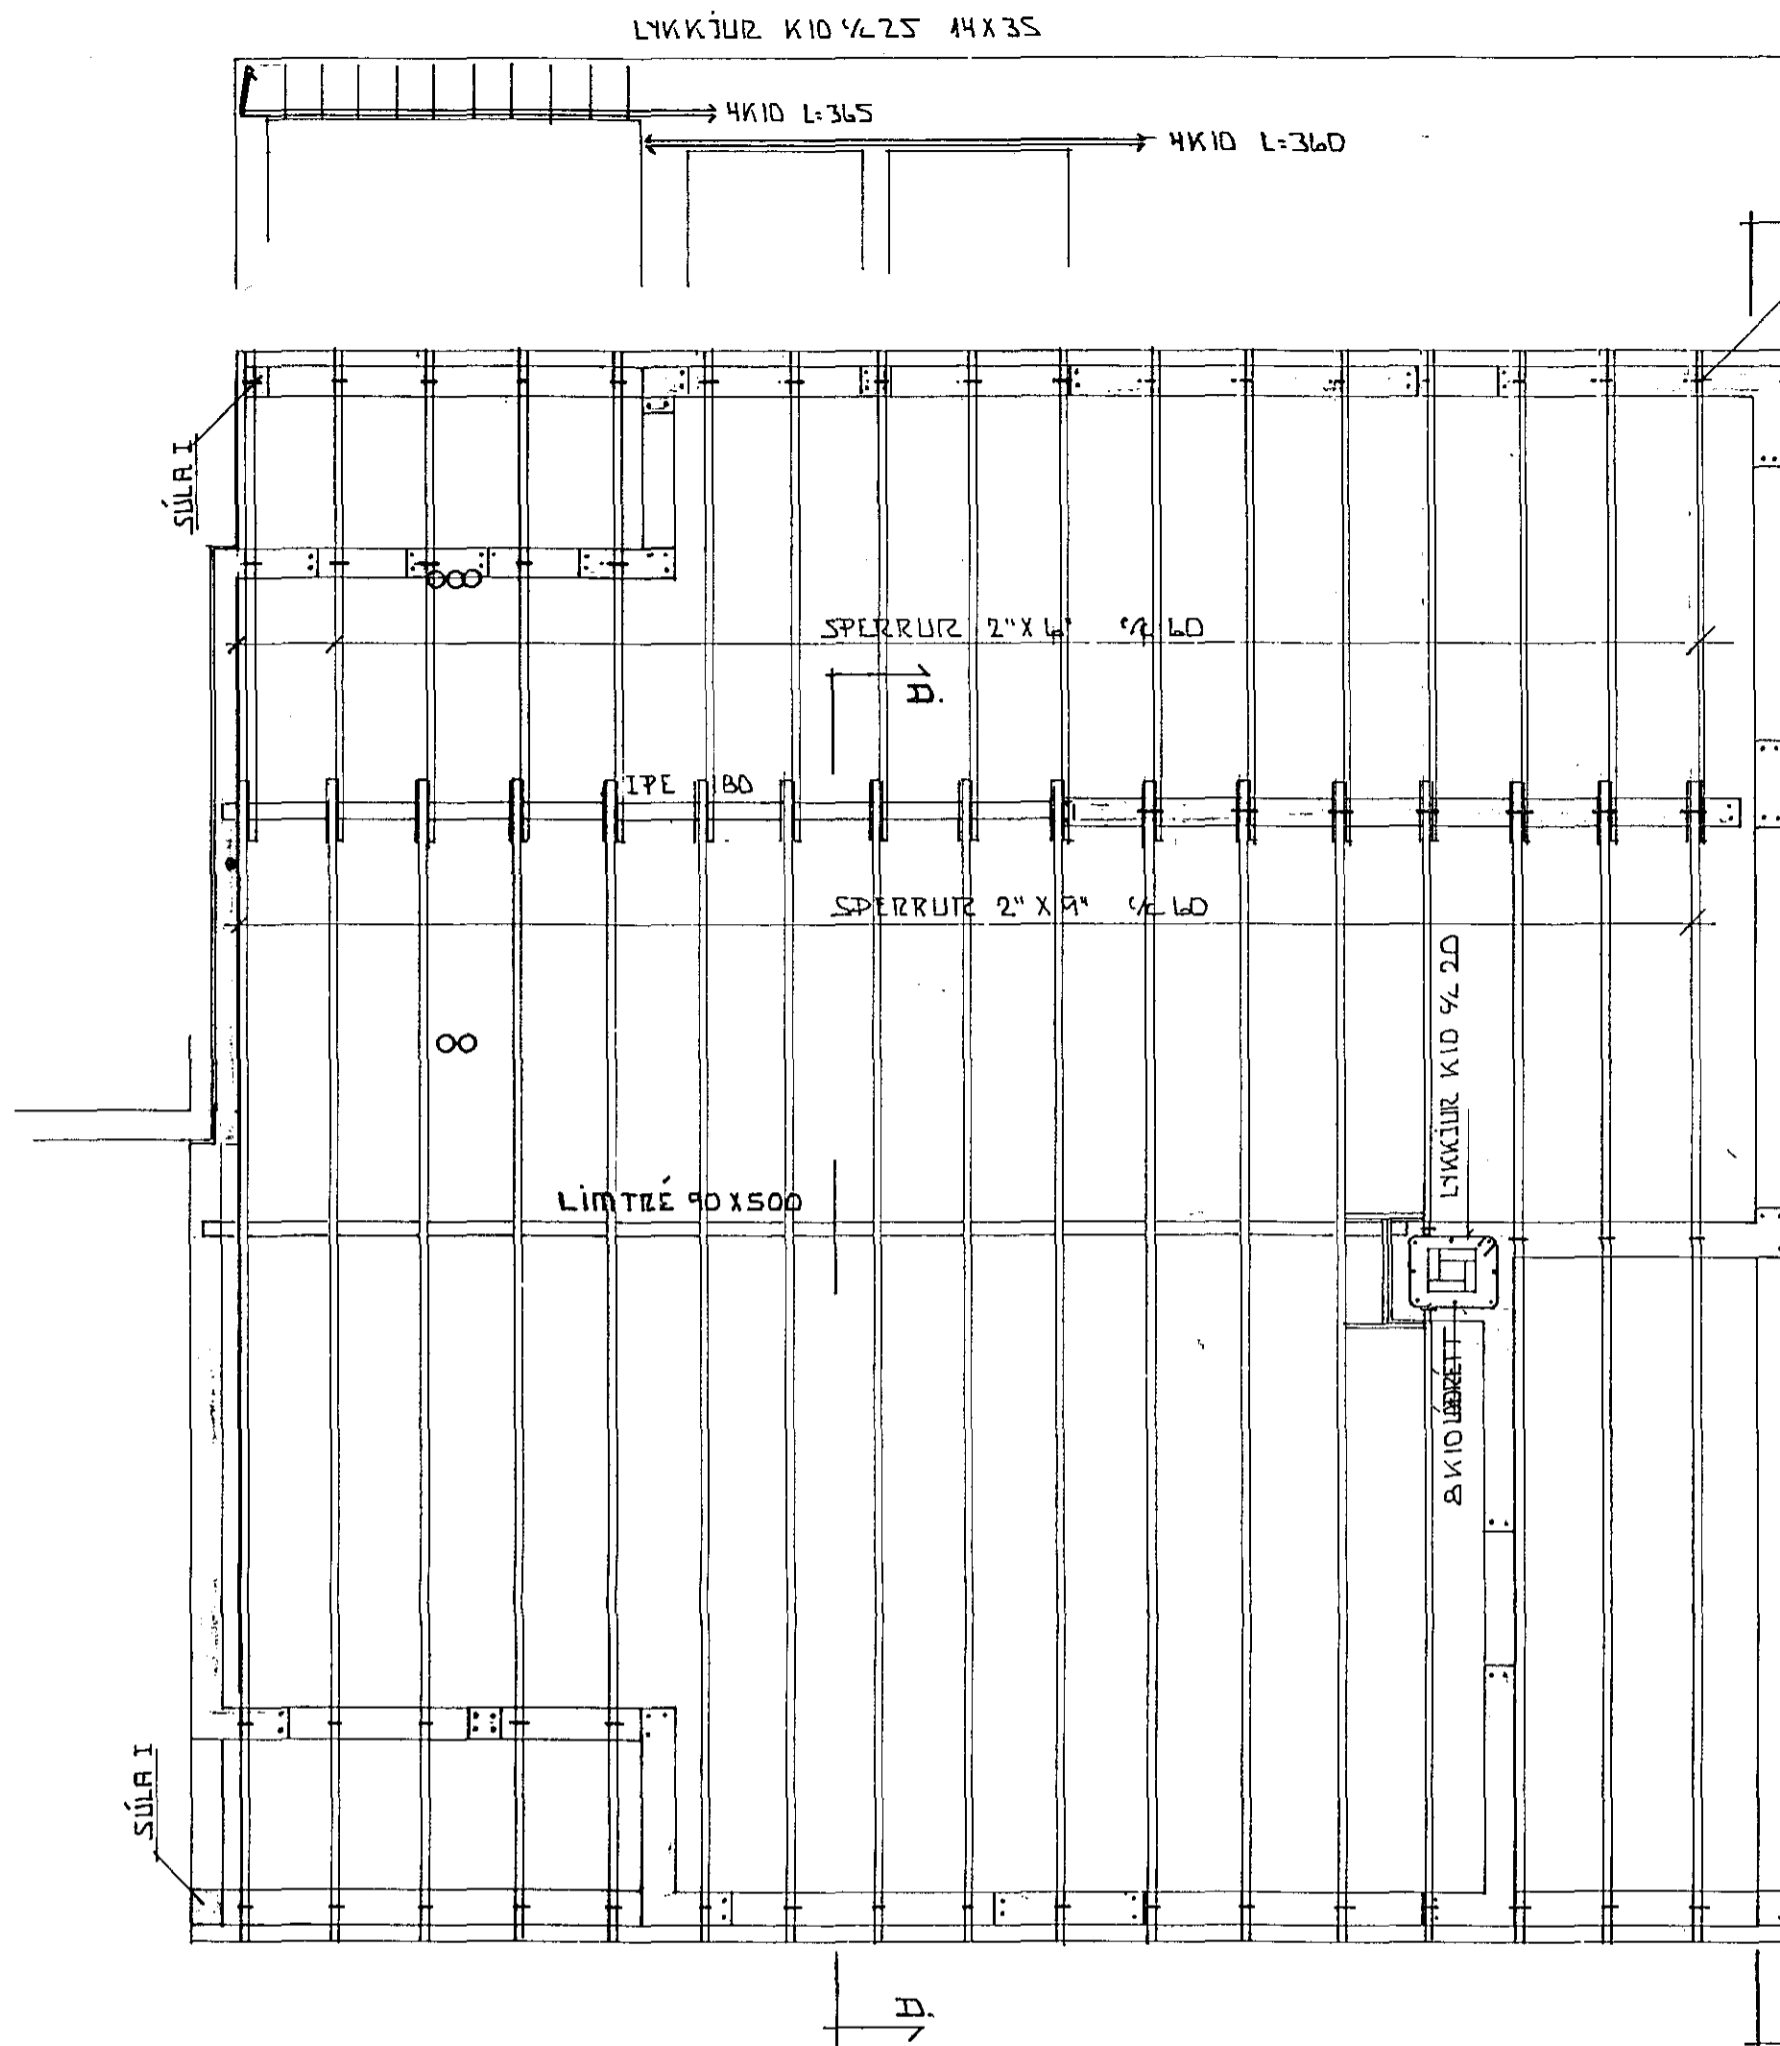 LYKKJUR K10 c/c 25 14X35
4K10 L=365
4K10 L=360
SÚLA I
SPERRUR 2"X6" c/c 60
D.
IPE 180
SPERRUR 2"X9" c/c 60
LYKKJUR K10 c/c 20
LÍMTRÉ 90X500
8K10 LÓÐRÉTT
SÚLA I
D.